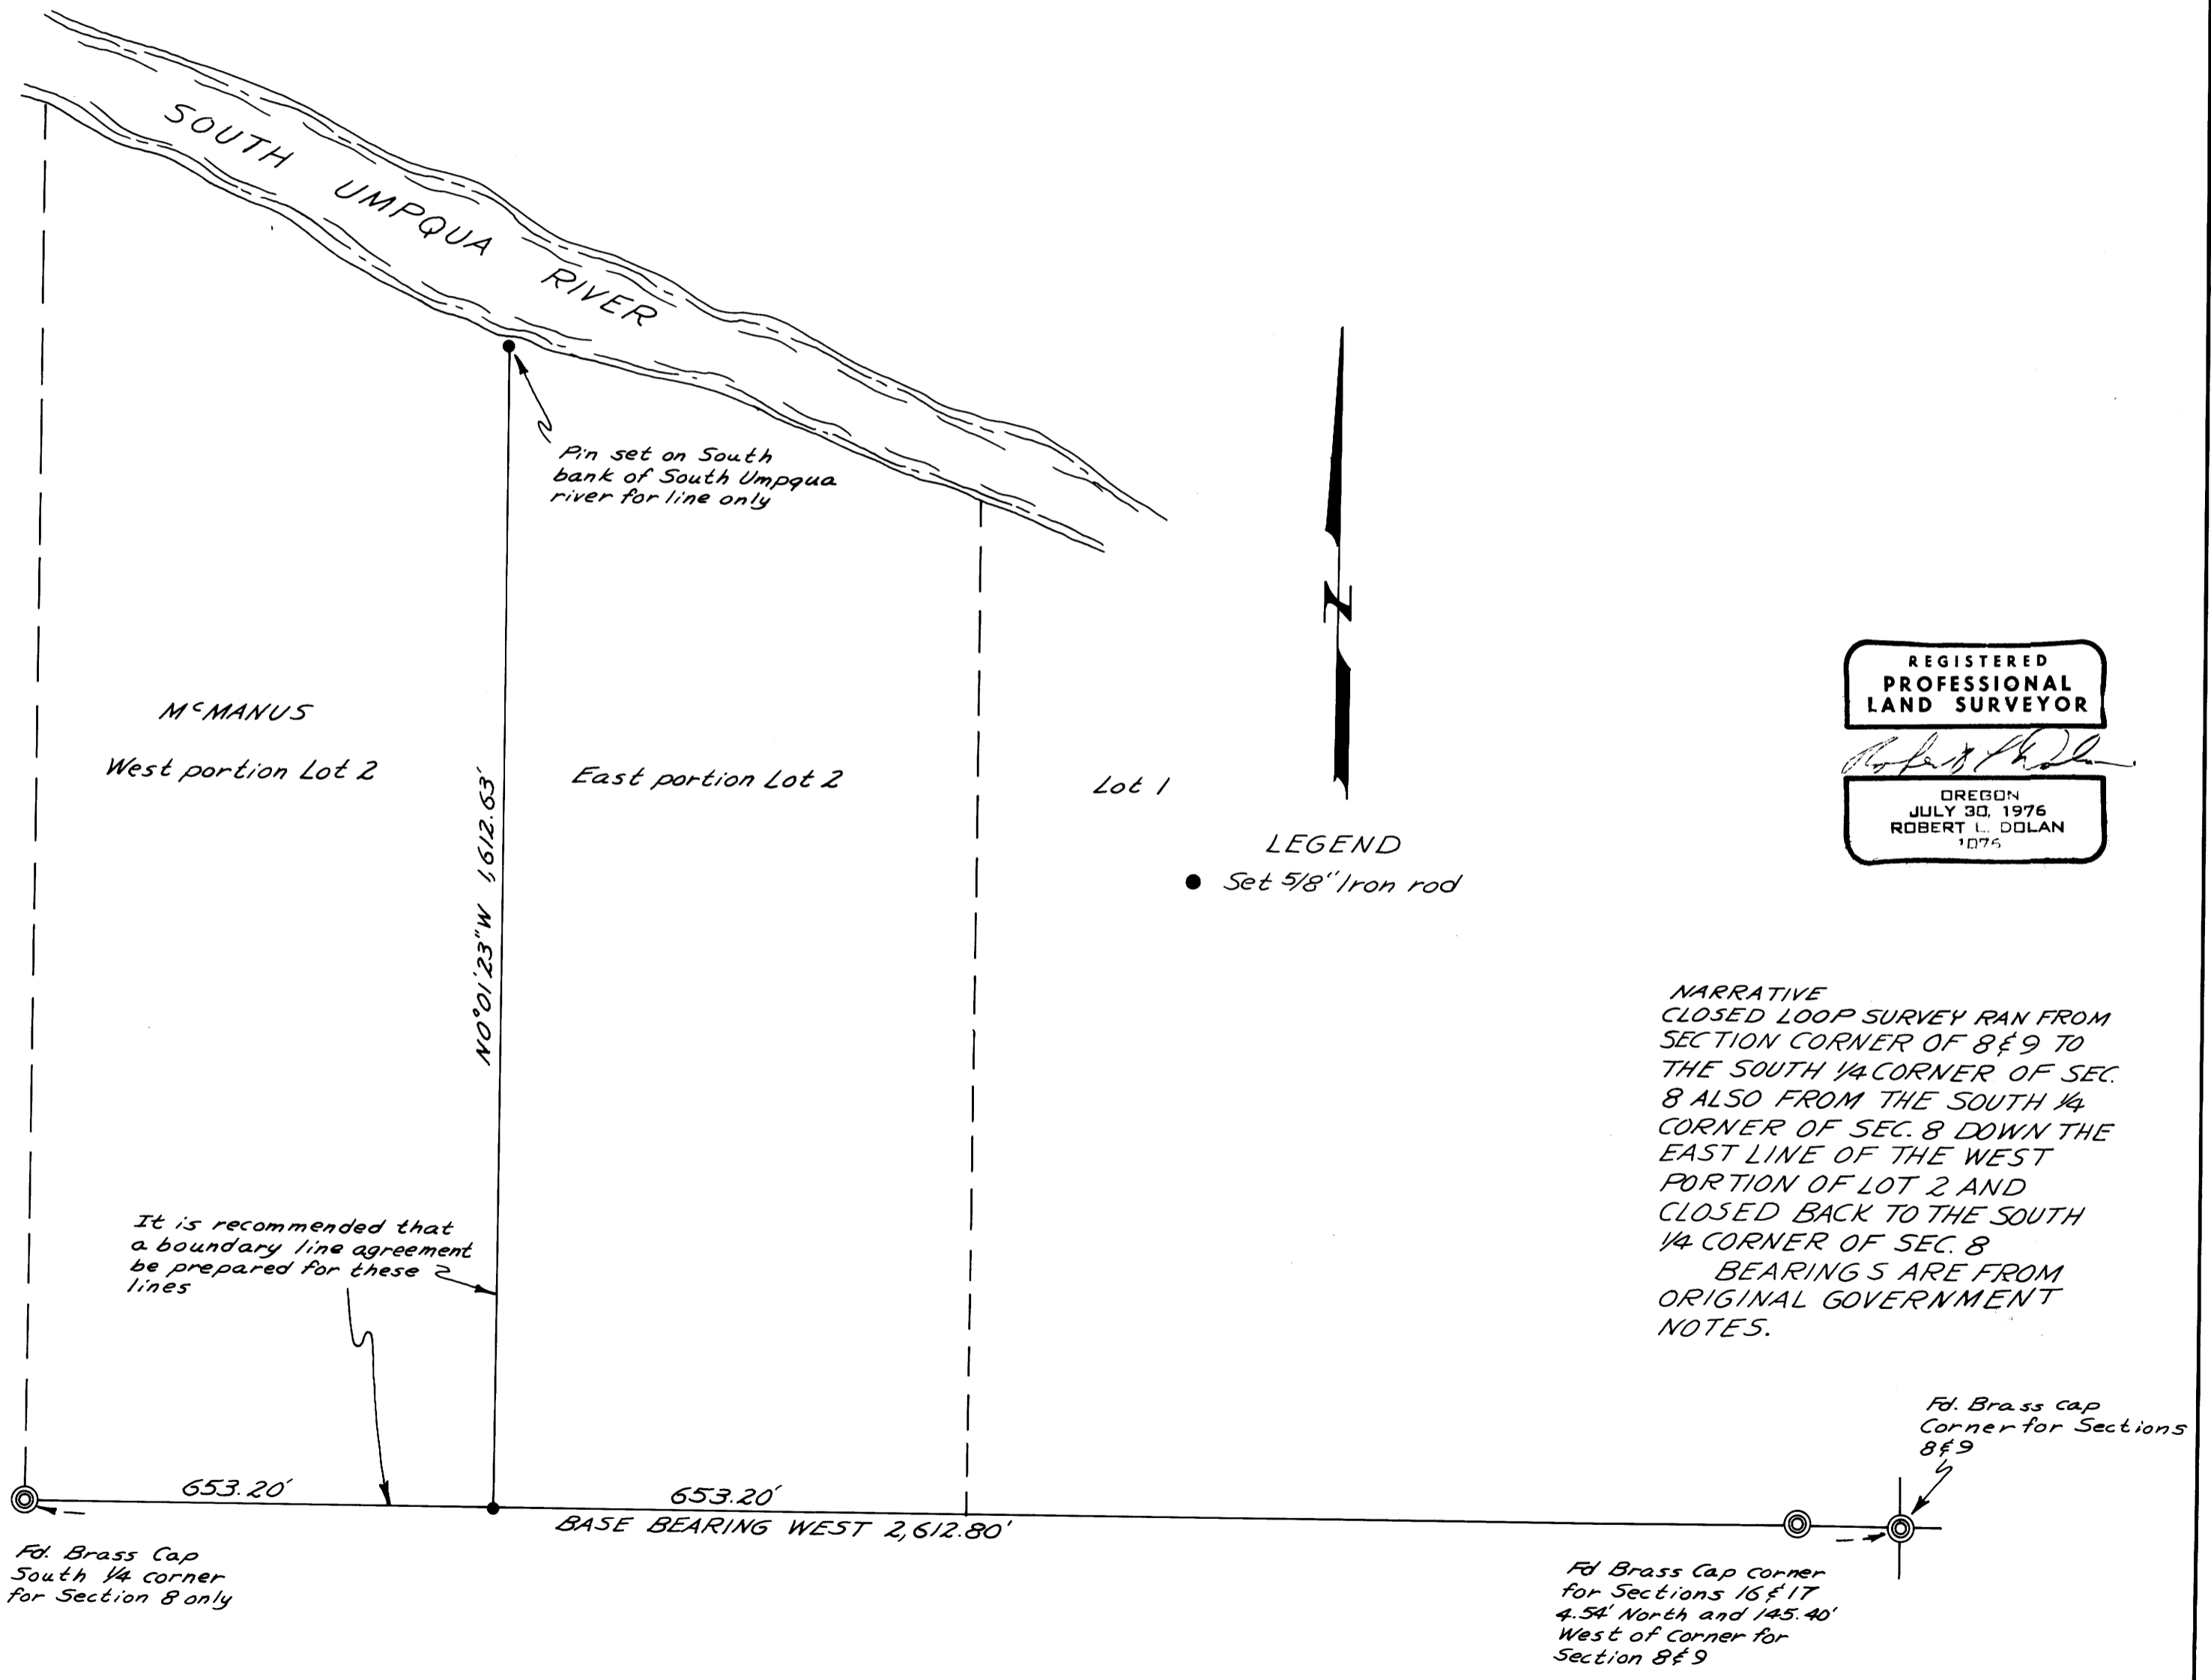 SOUTH UMPQUA RIVER
Pin set on South
bank of South Umpqua
river for line only
N
REGISTERED
PROFESSIONAL
LAND SURVEYOR
OREGON
JULY 30, 1976
ROBERT L. DOLAN
McMANUS
West portion Lot 2
N0°01'23"W 1,612.63'
East portion Lot 2
Lot 1
LEGEND
Set 5/8" Iron rod
NARRATIVE
CLOSED LOOP SURVEY RAN FROM
SECTION CORNER OF 8 & 9 TO
THE SOUTH 1/4 CORNER OF SEC.
8 ALSO FROM THE SOUTH 1/4
CORNER OF SEC. 8 DOWN THE
EAST LINE OF THE WEST
PORTION OF LOT 2 AND
CLOSED BACK TO THE SOUTH
1/4 CORNER OF SEC. 8
BEARINGS ARE FROM
ORIGINAL GOVERNMENT
NOTES.
It is recommended that
a boundary line agreement
be prepared for these
lines
Fd. Brass cap
Corner for Sections
8 & 9
653.20'
653.20'
BASE BEARING WEST 2,612.80'
Fd. Brass Cap
South 1/4 corner
for Section 8 only
Fd Brass Cap corner
for Sections 16 & 17
4.54' North and 145.40'
West of Corner for
Section 8 & 9